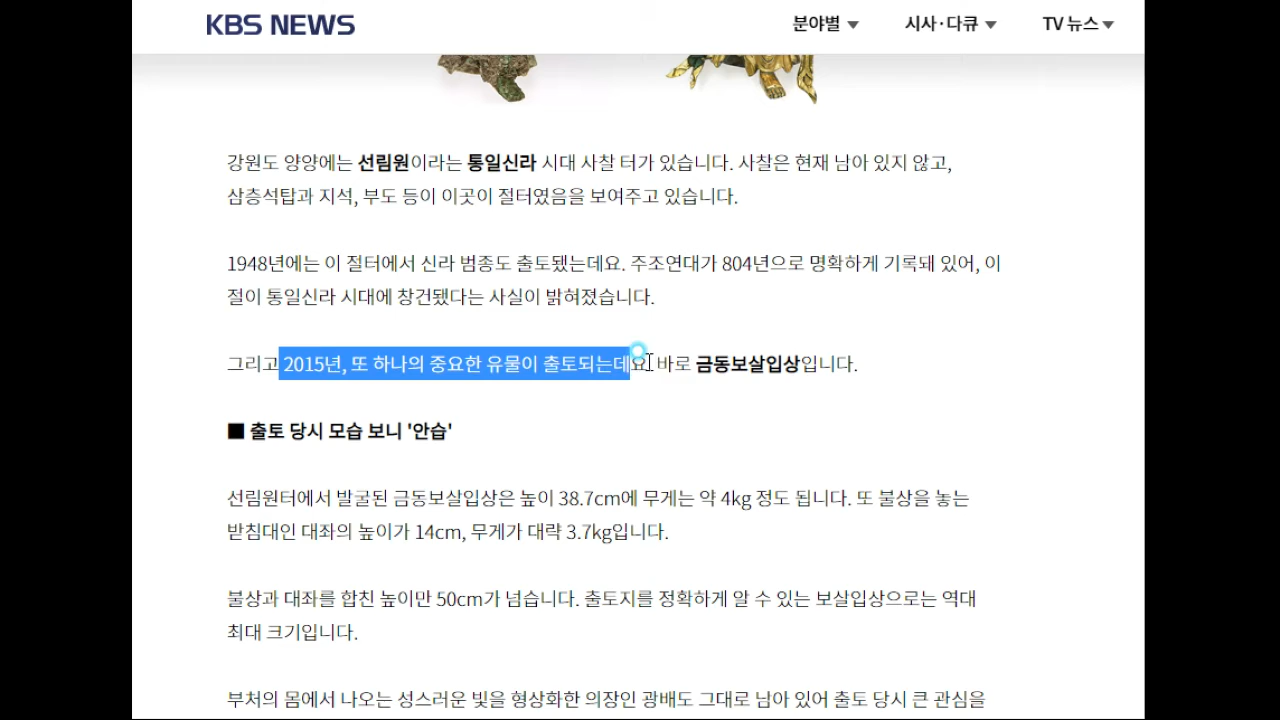 KBS NEWS 분야별 시사·다큐 TV 뉴스
강원도 양양에는 선림원이라는 통일신라 시대 사찰 터가 있습니다. 사찰은 현재 남아 있지 않고,
삼층석탑과 지석, 부도 등이 이곳이 절터였음을 보여주고 있습니다.
1948년에는 이 절터에서 신라 범종도 출토됐는데요. 주조연대가 804년으로 명확하게 기록돼 있어, 이
절이 통일신라 시대에 창건됐다는 사실이 밝혀졌습니다.
그리고 2015년, 또 하나의 중요한 유물이 출토되는데요. 바로 금동보살입상입니다.
■ 출토 당시 모습 보니 '안습'
선림원터에서 발굴된 금동보살입상은 높이 38.7cm에 무게는 약 4kg 정도 됩니다. 또 불상을 놓는
받침대인 대좌의 높이가 14cm, 무게가 대략 3.7kg입니다.
불상과 대좌를 합친 높이만 50cm가 넘습니다. 출토지를 정확하게 알 수 있는 보살입상으로는 역대
최대 크기입니다.
부처의 몸에서 나오는 성스러운 빛을 형상화한 의장인 광배도 그대로 남아 있어 출토 당시 큰 관심을